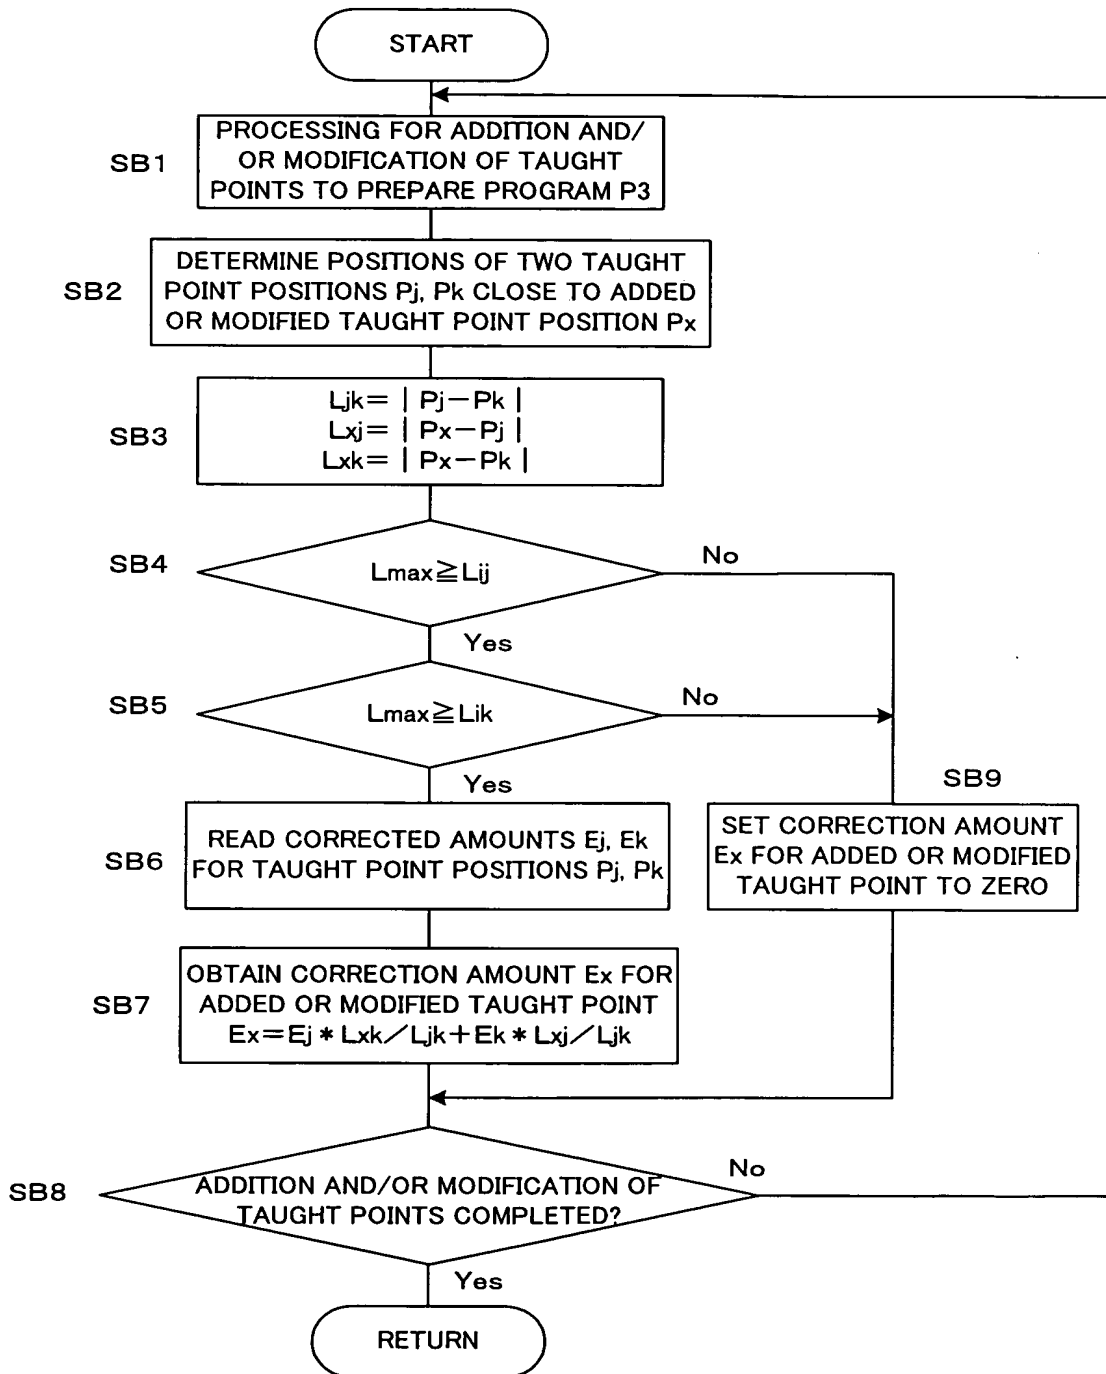 START
SB1
PROCESSING FOR ADDITION AND/
OR MODIFICATION OF TAUGHT
POINTS TO PREPARE PROGRAM P3
SB2
DETERMINE POSITIONS OF TWO TAUGHT
POINT POSITIONS Pj, Pk CLOSE TO ADDED
OR MODIFIED TAUGHT POINT POSITION Px
SB3
Ljk=|Pj-Pk|
Lxj=|Px-Pj|
Lxk=|Px-Pk|
SB4
Lmax≧Lij
No
Yes
SB5
Lmax≧Lik
No
Yes
SB6
READ CORRECTED AMOUNTS Ej, Ek
FOR TAUGHT POINT POSITIONS Pj, Pk
SB9
SET CORRECTION AMOUNT
Ex FOR ADDED OR MODIFIED
TAUGHT POINT TO ZERO
SB7
OBTAIN CORRECTION AMOUNT Ex FOR
ADDED OR MODIFIED TAUGHT POINT
Ex=Ej*Lxk/Ljk+Ek*Lxj/Ljk
SB8
ADDITION AND/OR MODIFICATION OF
TAUGHT POINTS COMPLETED?
No
Yes
RETURN